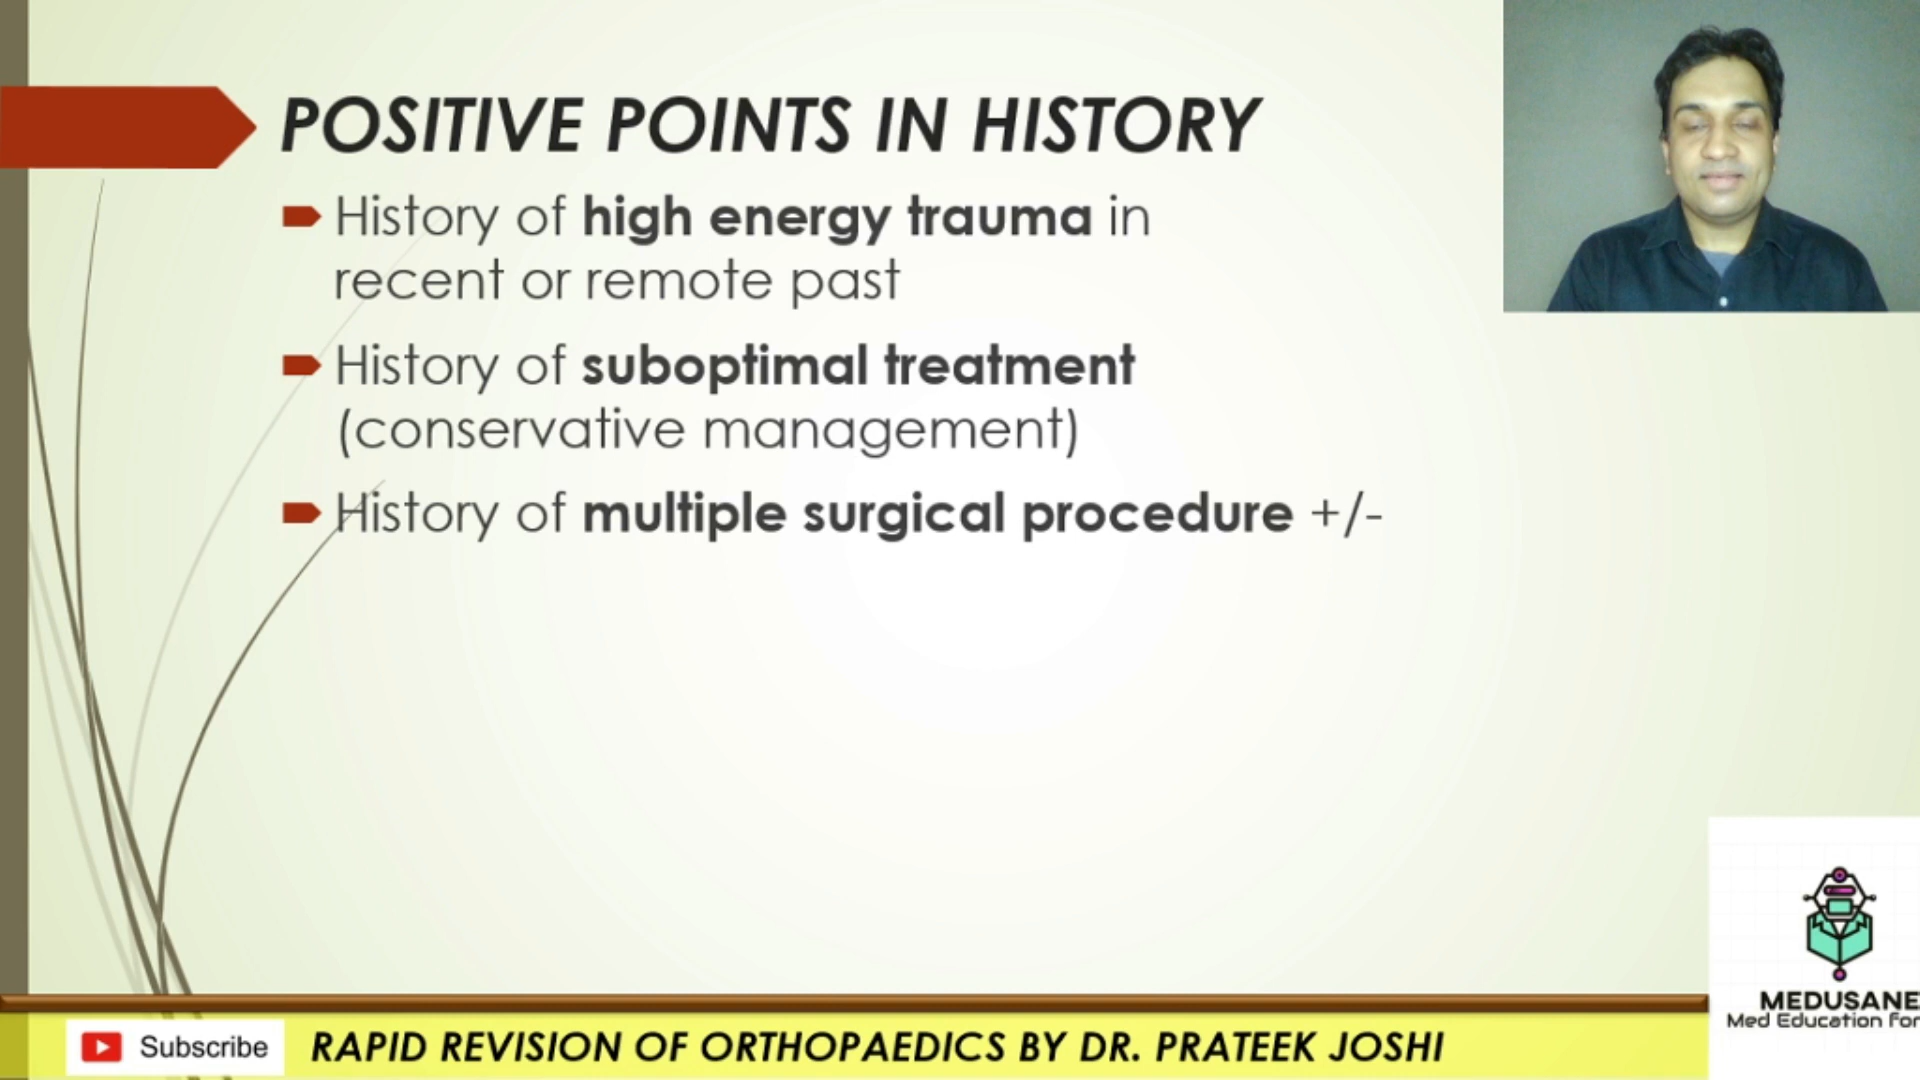 POSITIVE POINTS IN HISTORY
History of high energy trauma in
recent or remote past
History of suboptimal treatment
(conservative management)
History of multiple surgical procedure +/-
MEDUSANE
Med Education For
Subscribe
RAPID REVISION OF ORTHOPAEDICS BY DR. PRATEEK JOSHI